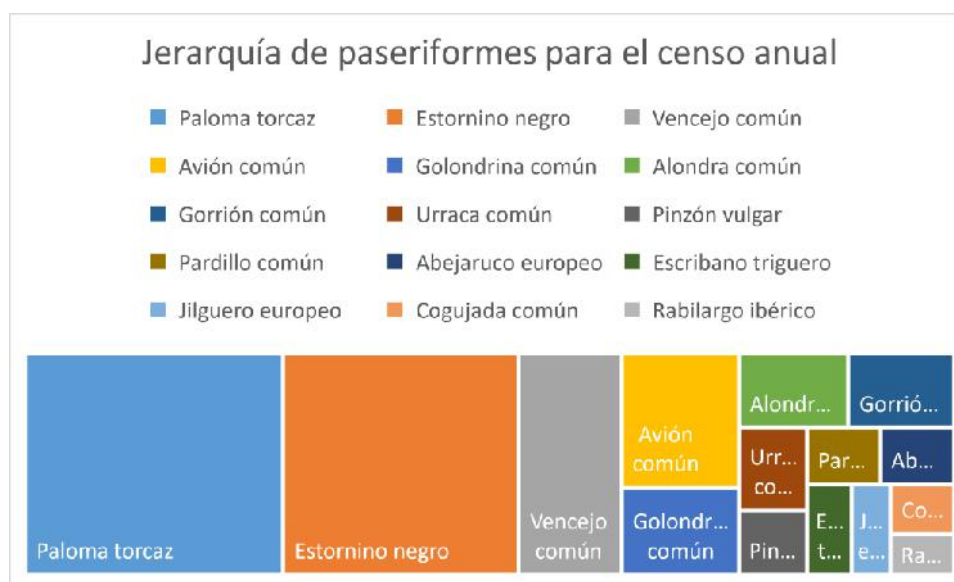 Jerarquía de paseriformes para el censo anual
Paloma torcaz
Estornino negro
Vencejo común
Avión común
Golondrina común
Alondra común
Gorrión común
Urraca común
Pinzón vulgar
Pardillo común
Abejaruco europeo
Escribano triguero
Jilguero europeo
Cogujada común
Rabilargo ibérico
Paloma torcaz
Estornino negro
Vencejo
común
Avión
común
Golondr...
común
Alondr...
Gorrió...
Urr...
co...
Pin...
Par...
Ab...
E...
t...
J...
e...
Co...
Ra...